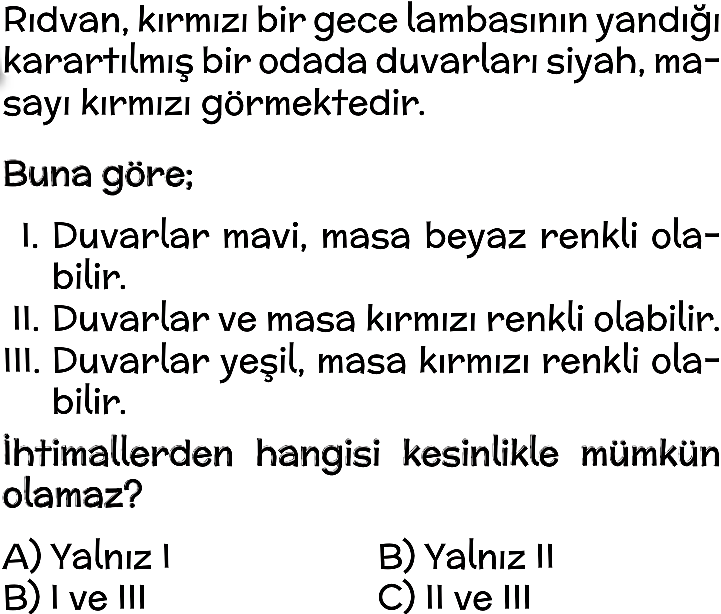 Rıdvan, kırmızı bir gece lambasının yandığı
karartılmış bir odada duvarları siyah, ma-
sayı kırmızı görmektedir.
Buna göre;
I. Duvarlar mavi, masa beyaz renkli ola-
bilir.
II. Duvarlar ve masa kırmızı renkli olabilir.
III. Duvarlar yeşil, masa kırmızı renkli ola-
bilir.
İhtimallerden hangisi kesinlikle mümkün
olamaz?
A) Yalnız I B) Yalnız II
B) I ve III C) II ve III